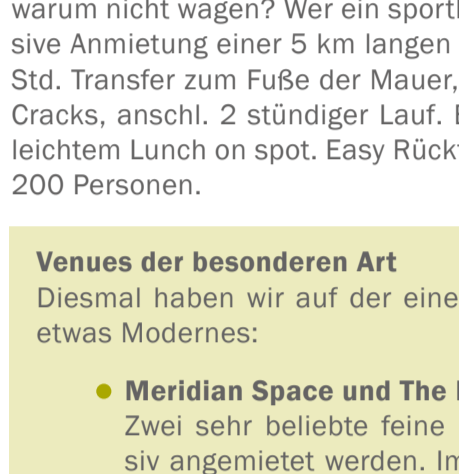 warum nicht wagen? Wer ein sportl
sive Anmietung einer 5 km langen
Std. Transfer zum Fuße der Mauer,
Cracks, anschl. 2 stündiger Lauf.
leichtem Lunch on spot. Easy Rück
200 Personen.
Venues der besonderen Art
Diesmal haben wir auf der eine
etwas Modernes:
Meridian Space und The
Zwei sehr beliebte feine
siv angemietet werden. Im